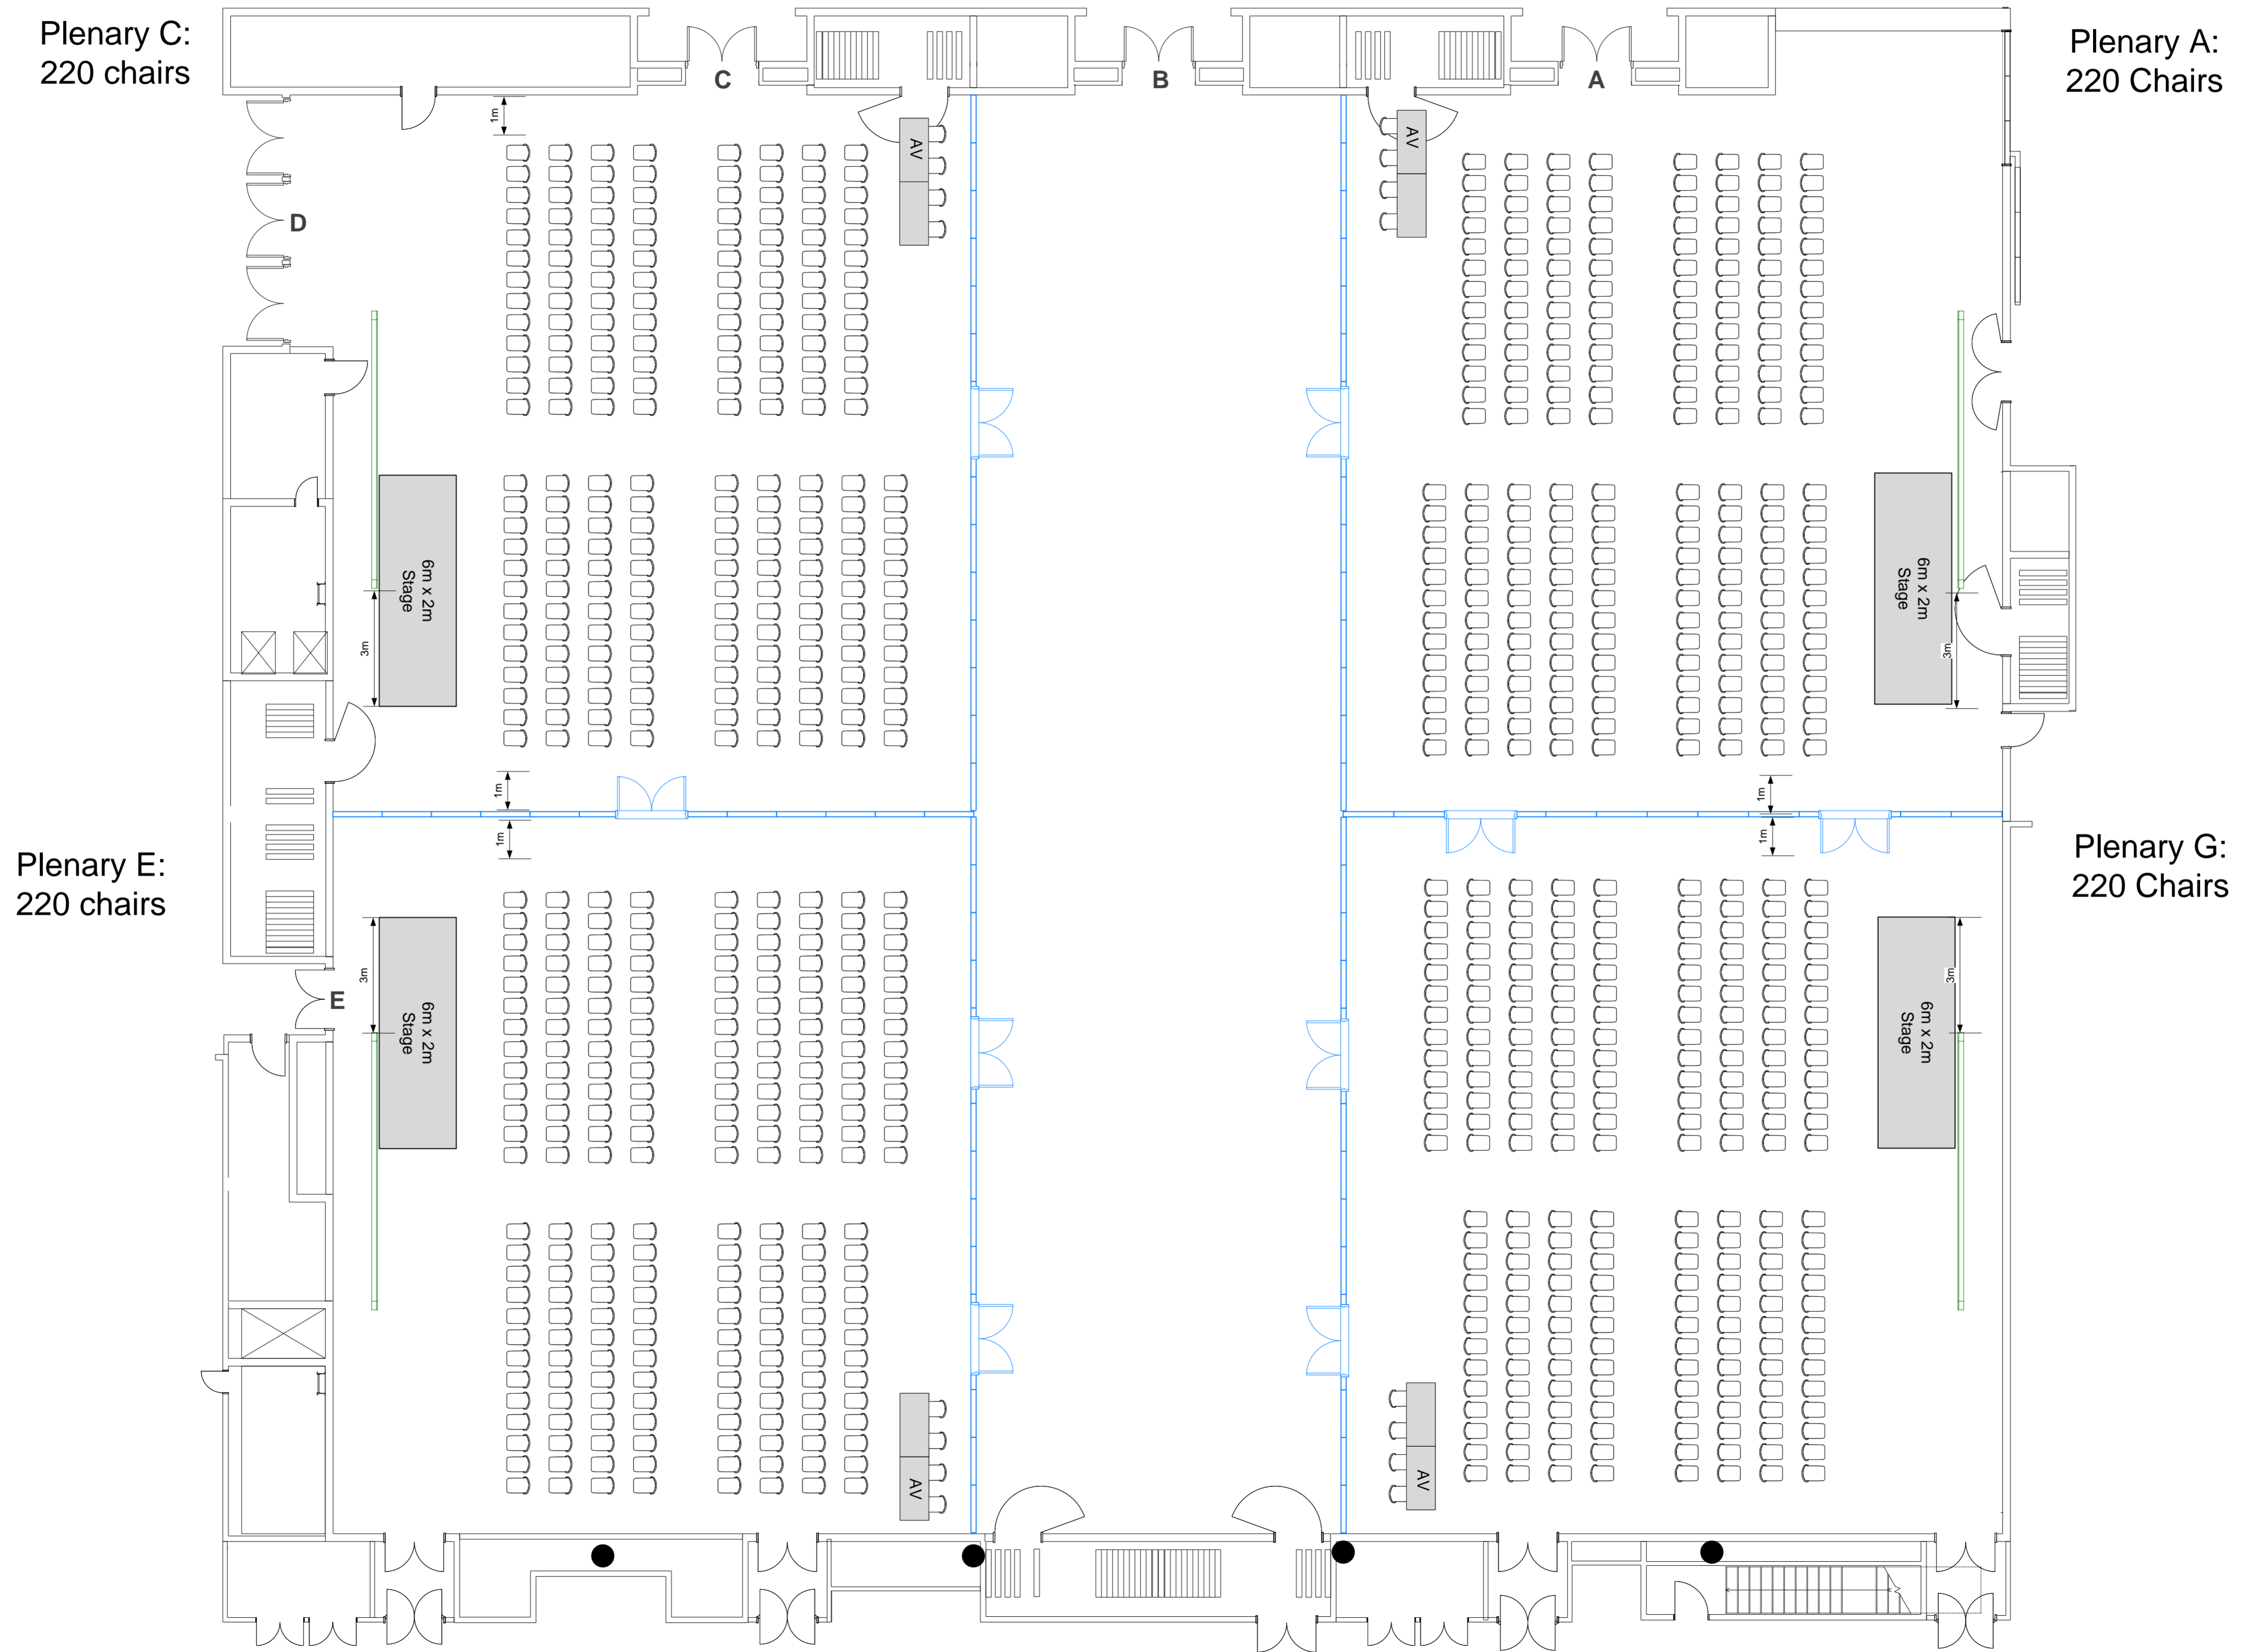 Plenary C:
220 chairs
Plenary A:
220 Chairs
C
B
A
1m
AV
AV
D
6m x 2m
Stage
3m
6m x 2m
Stage
3m
1m
1m
1m
1m
Plenary E:
220 chairs
Plenary G:
220 Chairs
E
3m
6m x 2m
Stage
3m
6m x 2m
Stage
AV
AV